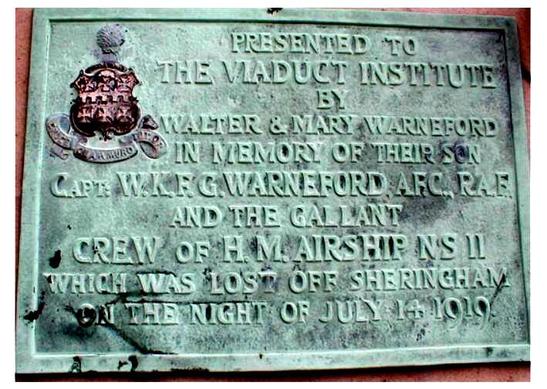 PRESENTED TO
THE VIADUCT INSTITUTE
BY
WALTER & MARY WARNEFORD
IN MEMORY OF THEIR SON
CAPT. W.K.F.G. WARNEFORD A.F.C., R.A.F.
AND THE GALLANT
CREW OF H.M. AIRSHIP NS 11
WHICH WAS LOST OFF SHERINGHAM
ON THE NIGHT OF JULY 14 1919.